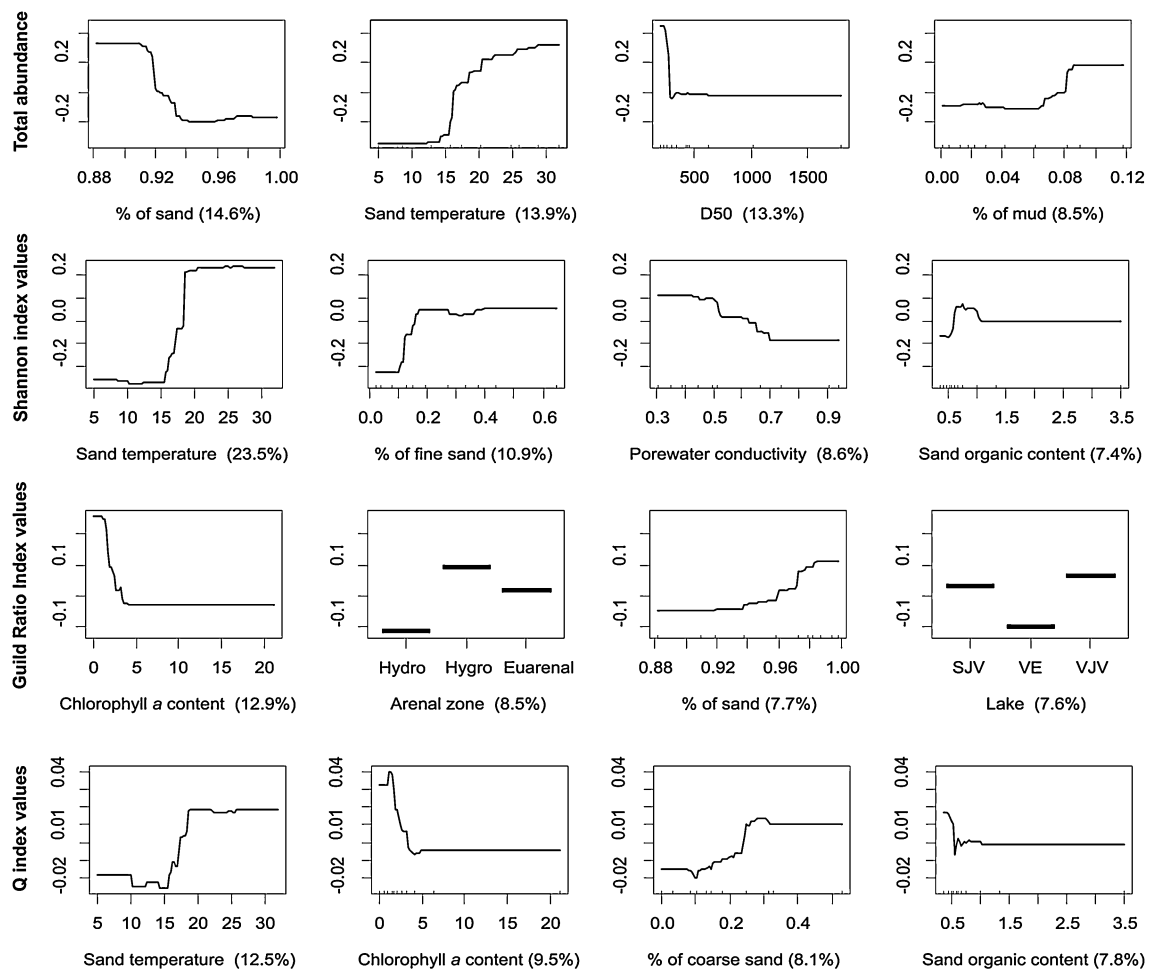 Total abundance
0.2
-0.2
0.88 0.92 0.96 1.00
% of sand (14.6%)
0.2
-0.2
5 10 15 20 25 30
Sand temperature (13.9%)
0.2
-0.2
500 1000 1500
D50 (13.3%)
0.2
-0.2
0.00 0.04 0.08 0.12
% of mud (8.5%)
Shannon index values
0.2
0.0
-0.2
5 10 15 20 25 30
Sand temperature (23.5%)
0.2
0.0
-0.2
0.0 0.2 0.4 0.6
% of fine sand (10.9%)
0.2
0.0
-0.2
0.3 0.5 0.7 0.9
Porewater conductivity (8.6%)
0.2
0.0
-0.2
0.5 1.5 2.5 3.5
Sand organic content (7.4%)
Guild Ratio Index values
0.1
-0.1
0 5 10 15 20
Chlorophyll a content (12.9%)
0.1
-0.1
Hydro Hygro Euarenal
Arenal zone (8.5%)
0.1
-0.1
0.88 0.92 0.96 1.00
% of sand (7.7%)
0.1
-0.1
SJV VE VJV
Lake (7.6%)
Q index values
0.04
0.01
-0.02
5 10 15 20 25 30
Sand temperature (12.5%)
0.04
0.01
-0.02
0 5 10 15 20
Chlorophyll a content (9.5%)
0.04
0.01
-0.02
0.0 0.2 0.4
% of coarse sand (8.1%)
0.04
0.01
-0.02
0.5 1.5 2.5 3.5
Sand organic content (7.8%)